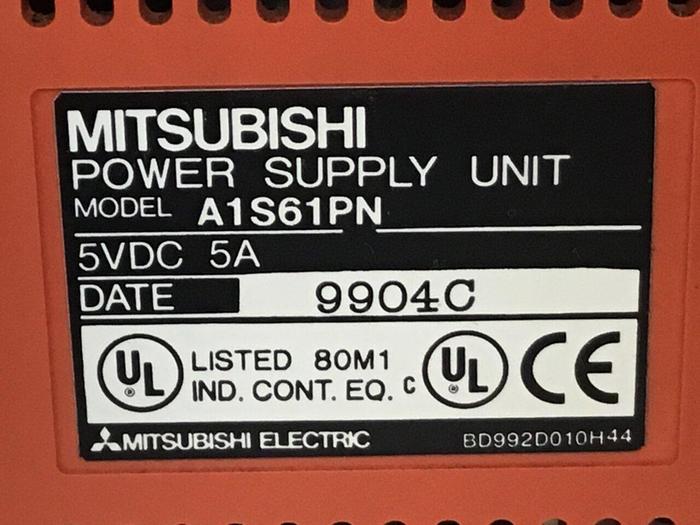 MITSUBISHI
POWER SUPPLY UNIT
MODEL A1S61PN
5VDC 5A
DATE 9904C
UL LISTED 80M1 c UL CE
IND. CONT. EQ.
MITSUBISHI ELECTRIC BD992D010H44